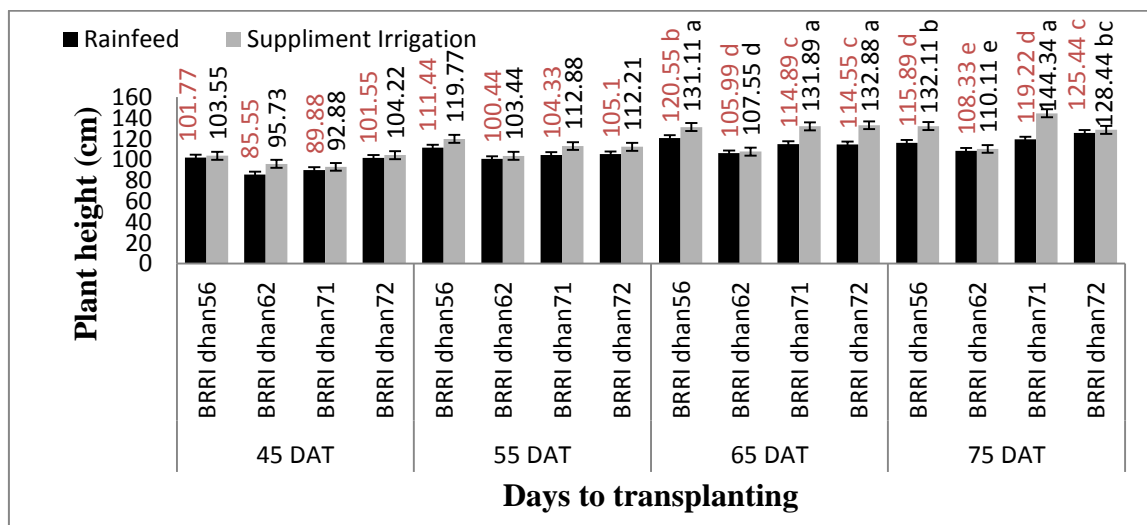 Rainfeed Suppliment Irrigation
101.77 103.55 85.55 95.73 89.88 92.88 101.55 104.22 111.44 119.77 100.44 103.44 104.33 112.88 105.1 112.21 120.55 b 131.11 a 105.99 d 107.55 d 114.89 c 131.89 a 114.55 c 132.88 a 115.89 d 132.11 b 108.33 e 110.11 e 119.22 d 144.34 a 125.44 c 128.44 bc
Plant height (cm)
160
140
120
100
80
60
40
20
0
BRRI dhan56 BRRI dhan62 BRRI dhan71 BRRI dhan72 BRRI dhan56 BRRI dhan62 BRRI dhan71 BRRI dhan72 BRRI dhan56 BRRI dhan62 BRRI dhan71 BRRI dhan72 BRRI dhan56 BRRI dhan62 BRRI dhan71 BRRI dhan72
45 DAT 55 DAT 65 DAT 75 DAT
Days to transplanting